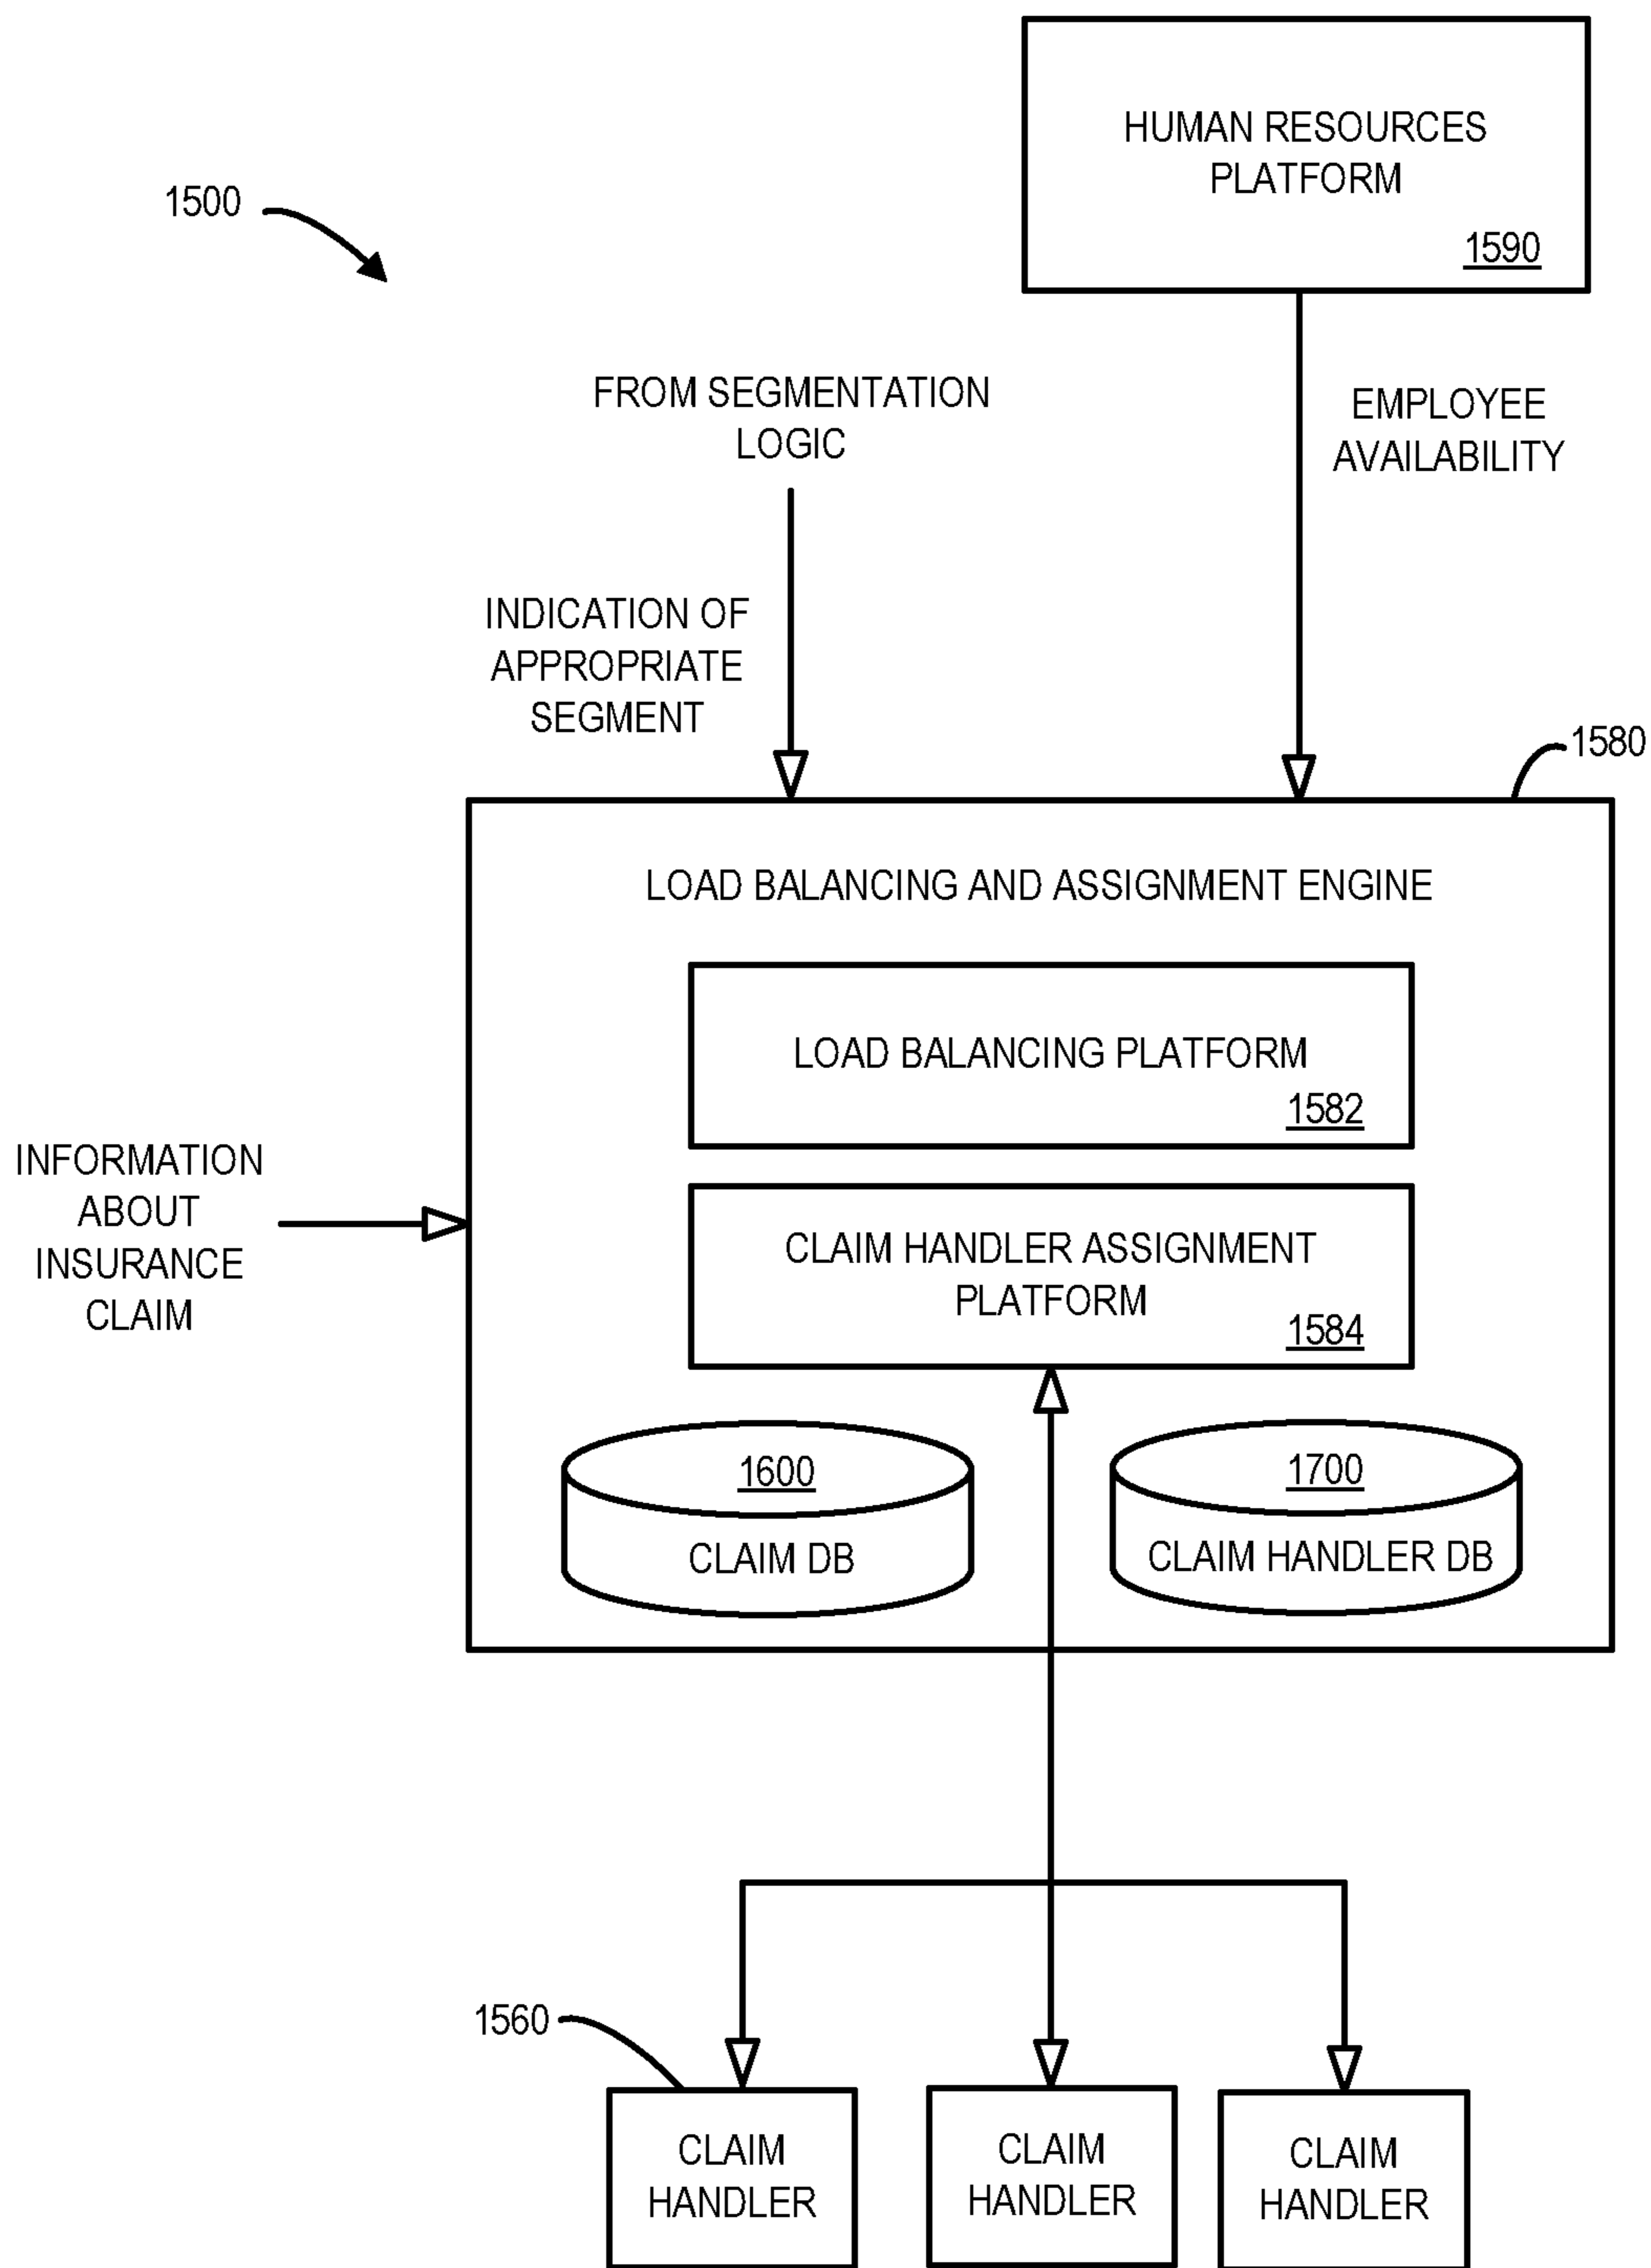 HUMAN RESOURCES
PLATFORM
1590
1500
FROM SEGMENTATION
LOGIC
EMPLOYEE
AVAILABILITY
INDICATION OF
APPROPRIATE
SEGMENT
1580
LOAD BALANCING AND ASSIGNMENT ENGINE
LOAD BALANCING PLATFORM
1582
INFORMATION
ABOUT
INSURANCE
CLAIM
CLAIM HANDLER ASSIGNMENT
PLATFORM
1584
1600
CLAIM DB
1700
CLAIM HANDLER DB
1560
CLAIM
HANDLER
CLAIM
HANDLER
CLAIM
HANDLER